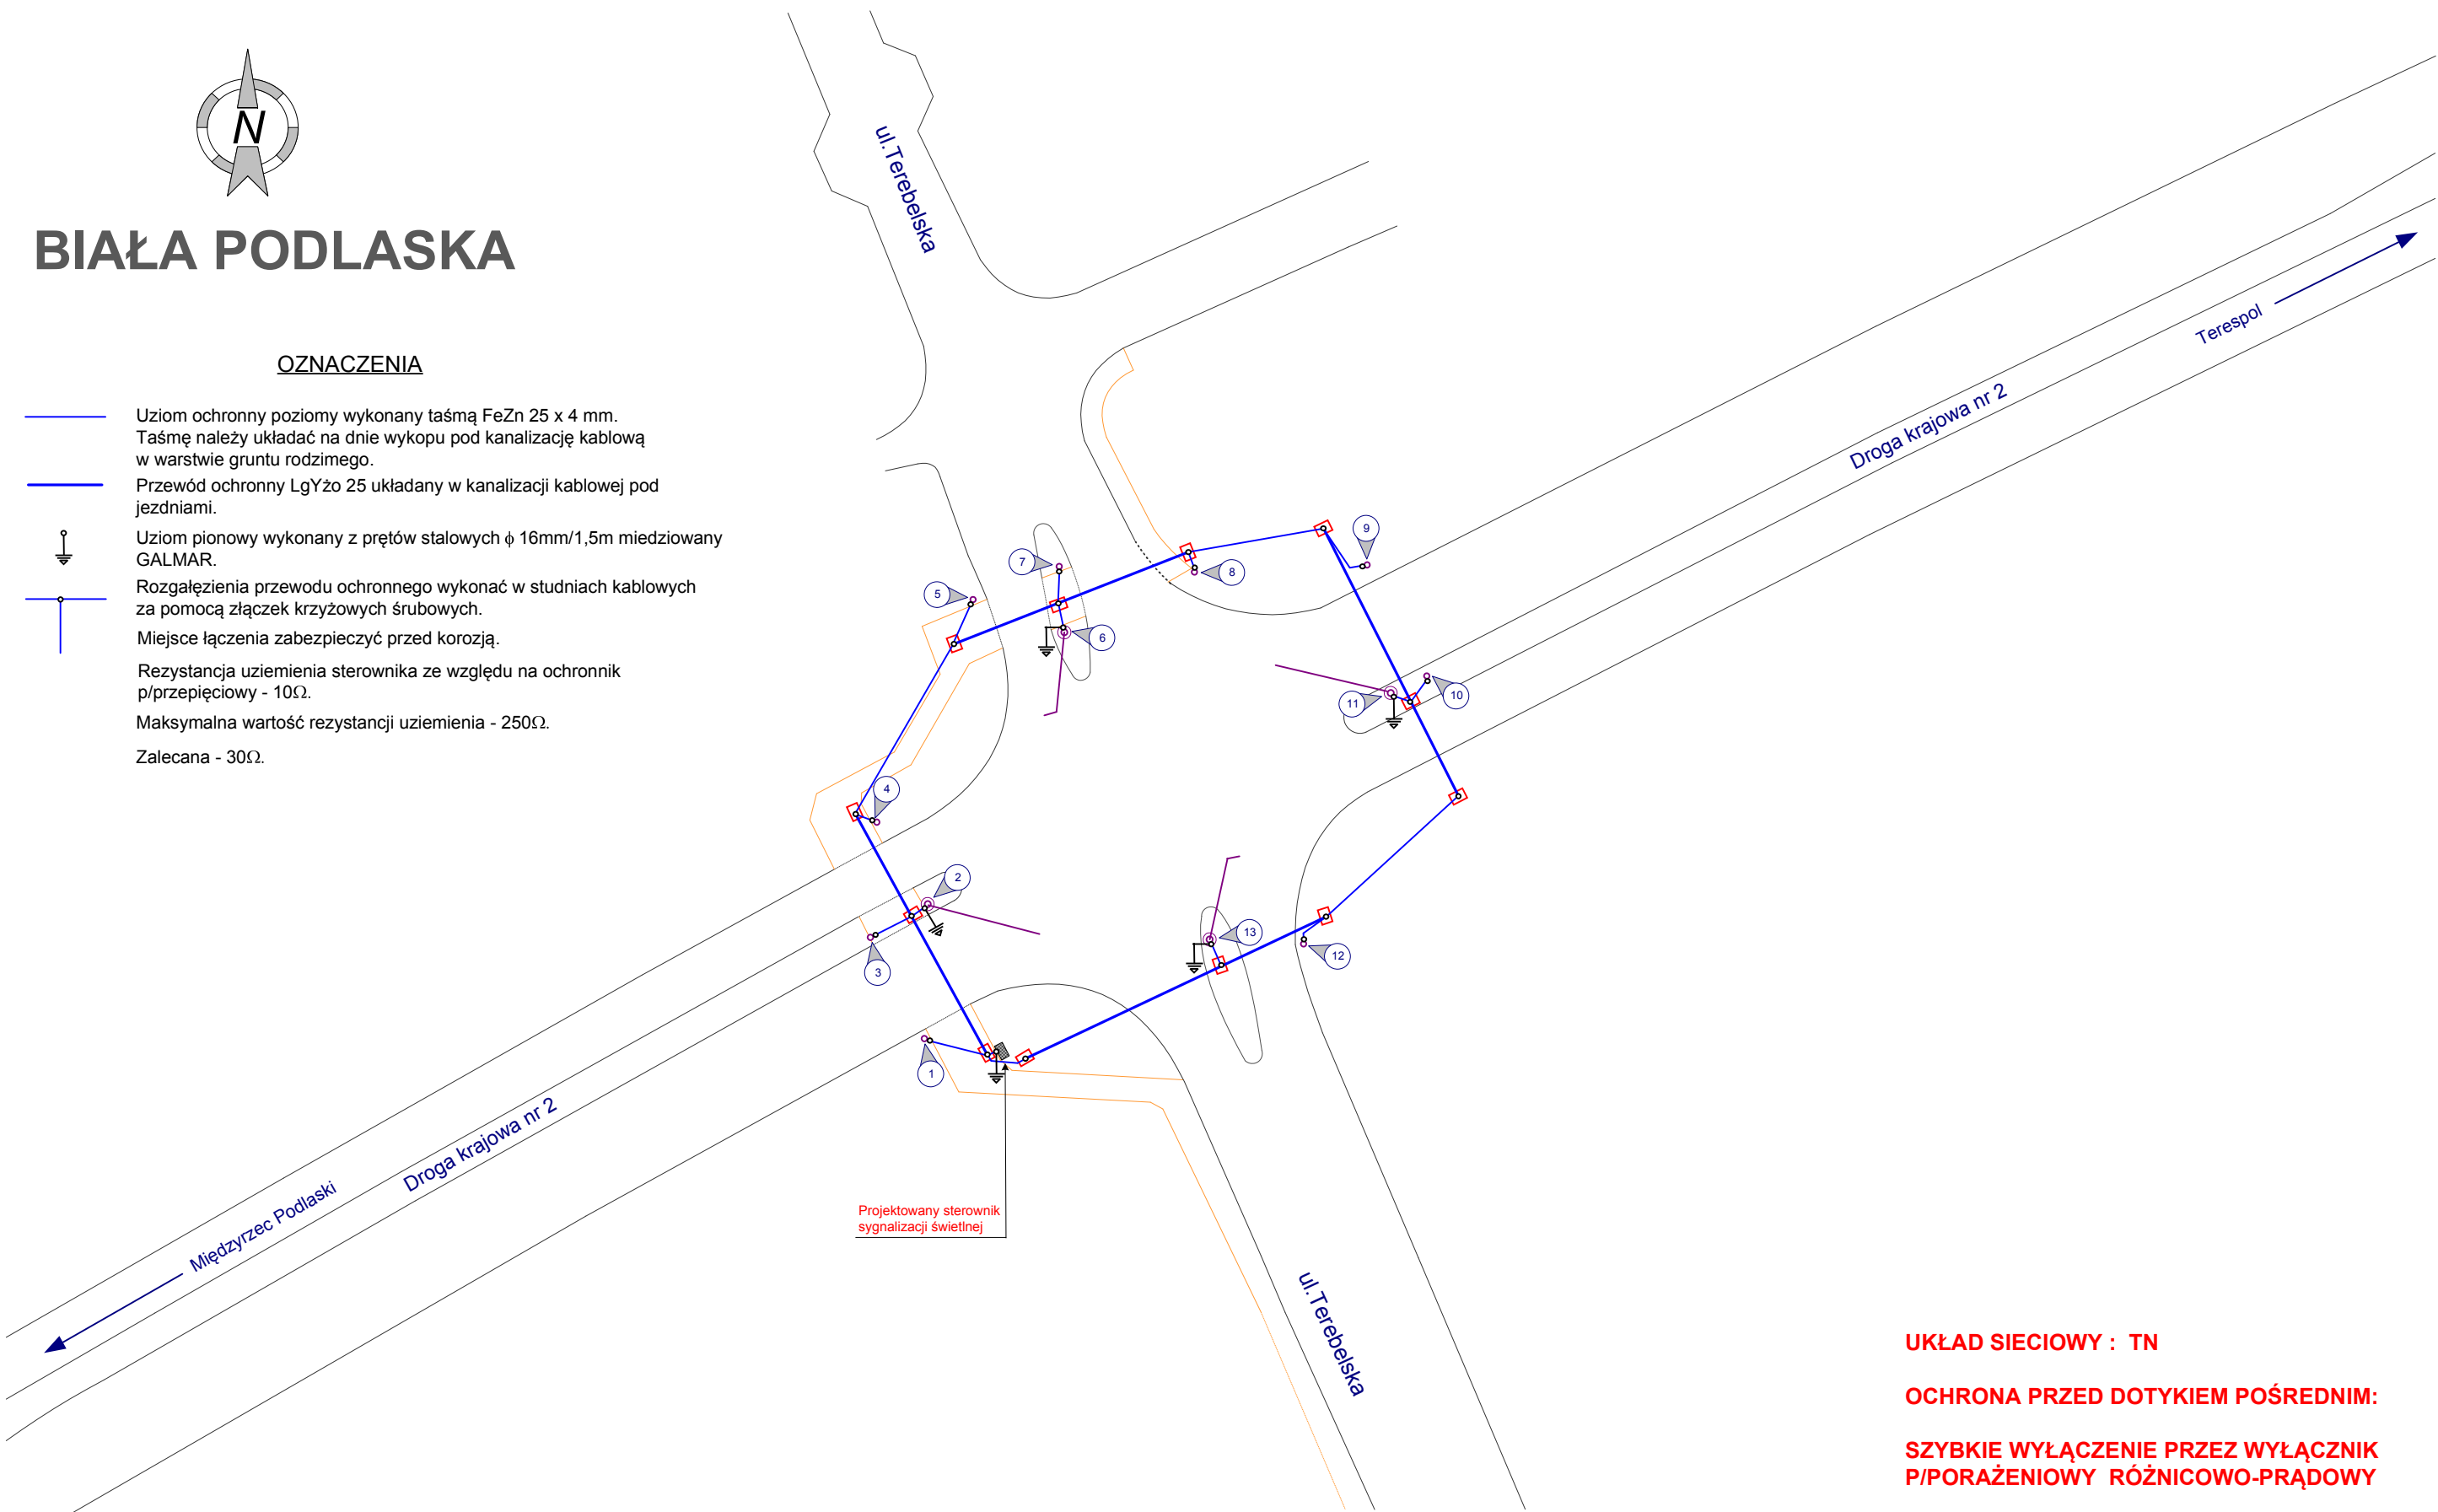 N
BIAŁA PODLASKA
OZNACZENIA
Uziom ochronny poziomy wykonany taśmą FeZn 25 x 4 mm.
Taśmę należy układać na dnie wykopu pod kanalizację kablową
w warstwie gruntu rodzimego.
Przewód ochronny LgYżo 25 układany w kanalizacji kablowej pod
jezdniami.
Uziom pionowy wykonany z prętów stalowych ϕ 16mm/1,5m miedziowany
GALMAR.
Rozgałęzienia przewodu ochronnego wykonać w studniach kablowych
za pomocą złączek krzyżowych śrubowych.
Miejsce łączenia zabezpieczyć przed korozją.
Rezystancja uziemienia sterownika ze względu na ochronnik
p/przepięciowy - 10Ω.
Maksymalna wartość rezystancji uziemienia - 250Ω.
Zalecana - 30Ω.
ul.Terebelska
Terespol
Droga krajowa nr 2
9
7
8
5
6
10
11
4
2
13
12
3
1
Droga krajowa nr 2
Międzyrzec Podlaski
Projektowany sterownik
sygnalizacji świetlnej
ul.Terebelska
UKŁAD SIECIOWY : TN
OCHRONA PRZED DOTYKIEM POŚREDNIM:
SZYBKIE WYŁĄCZENIE PRZEZ WYŁĄCZNIK
P/PORAŻENIOWY RÓŻNICOWO-PRĄDOWY